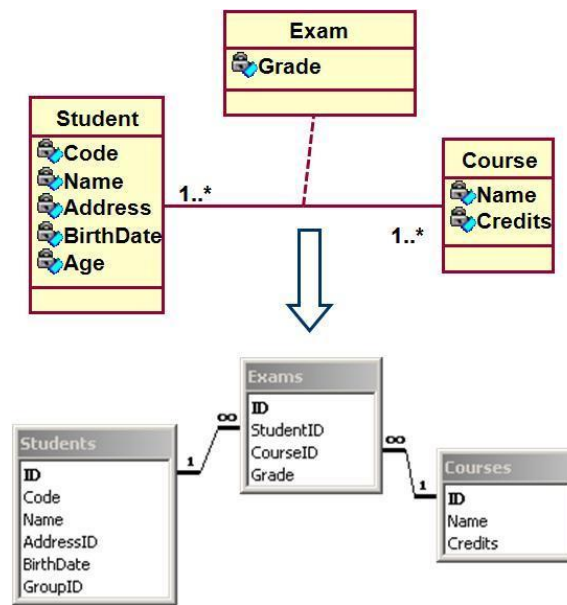 Exam
Grade
Student
Code
Name
Address
BirthDate
Age
1..*
Course
Name
Credits
1..*
Exams
ID
StudentID
CourseID
Grade
∞
∞
Students
ID
Code
Name
AddressID
BirthDate
GroupID
1
Courses
ID
Name
Credits
1